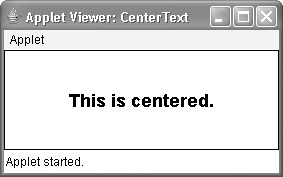 Applet Viewer: CenterText
Applet
This is centered.
Applet started.